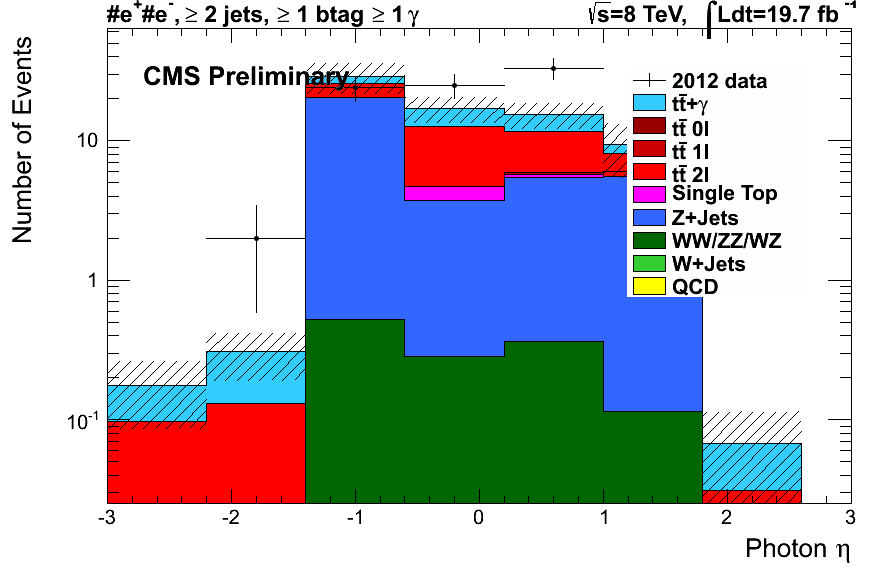 #e⁺#e⁻, ≥ 2 jets, ≥ 1 btag ≥ 1 γ
√s=8 TeV, ∫Ldt=19.7 fb⁻¹
CMS Preliminary
Number of Events
2012 data
tt̄+γ
tt̄ 0l
tt̄ 1l
tt̄ 2l
Single Top
Z+Jets
WW/ZZ/WZ
W+Jets
QCD
10
1
10⁻¹
-3 -2 -1 0 1 2 3
Photon η